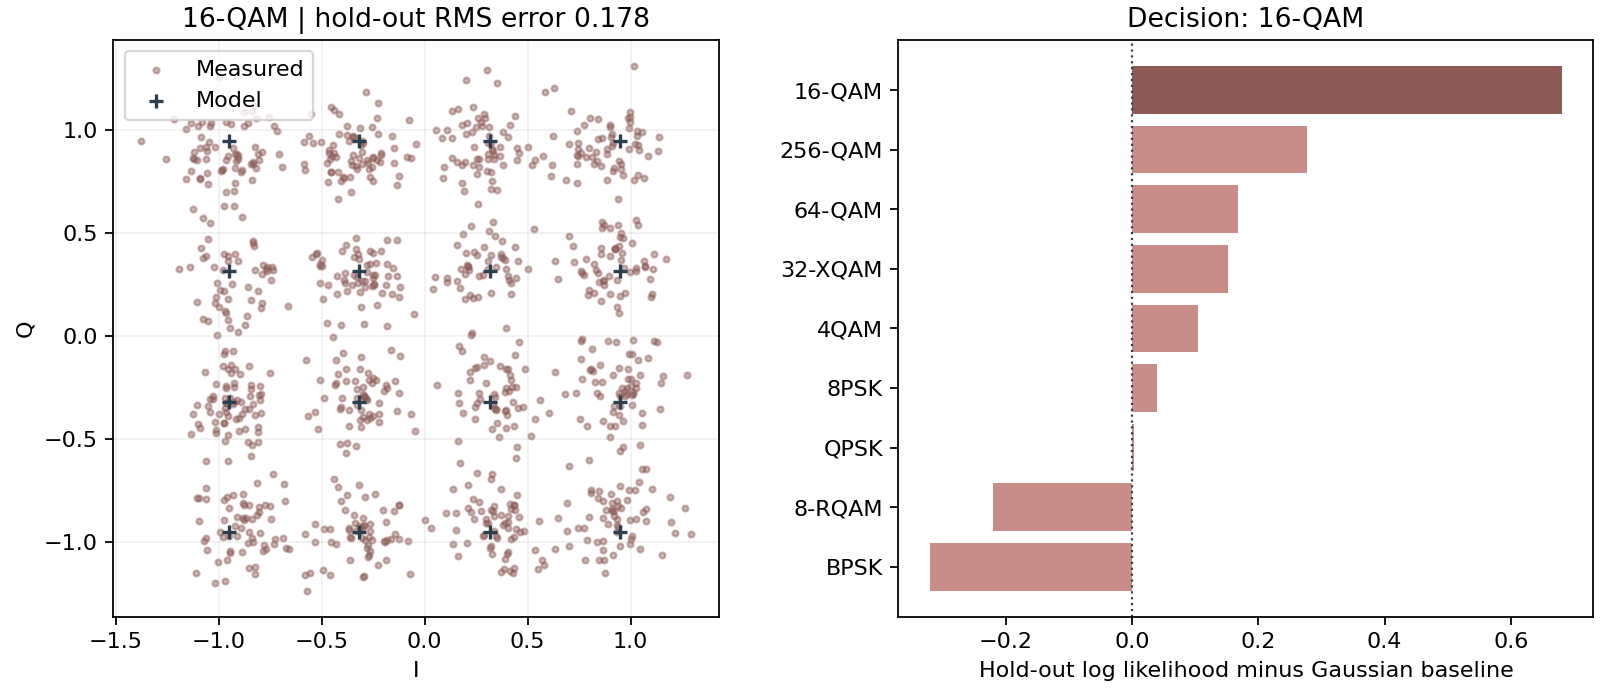 16-QAM | hold-out RMS error 0.178
Measured
Model
Q
1.0
0.5
0.0
−0.5
−1.0
−1.5
−1.0
−0.5
0.0
0.5
1.0
I
Decision: 16-QAM
16-QAM
256-QAM
64-QAM
32-XQAM
4QAM
8PSK
QPSK
8-RQAM
BPSK
−0.2
0.0
0.2
0.4
0.6
Hold-out log likelihood minus Gaussian baseline